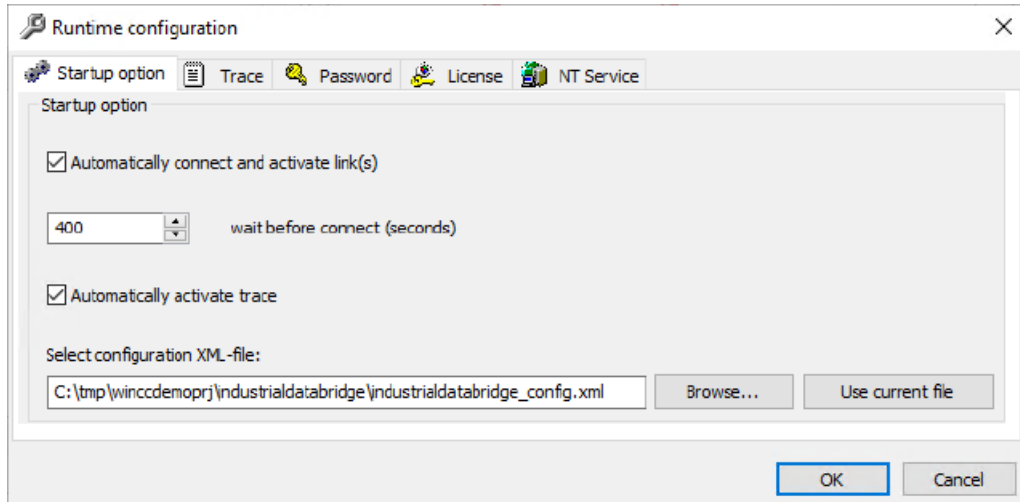 Runtime configuration
Startup option Trace Password License NT Service
Startup option
Automatically connect and activate link(s)
400 wait before connect (seconds)
Automatically activate trace
Select configuration XML-file:
C:\tmp\winccdemoprj\industrialdatabridge\industrialdatabridge_config.xml Browse... Use current file
OK Cancel